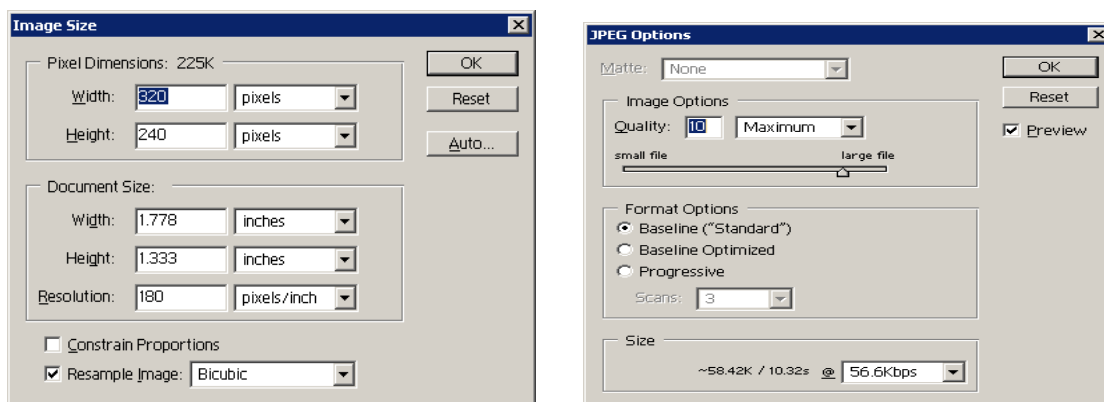 Image Size
Pixel Dimensions: 225K
Width: 320 pixels
Height: 240 pixels
OK
Reset
Auto...
Document Size:
Width: 1.778 inches
Height: 1.333 inches
Resolution: 180 pixels/inch
Constrain Proportions
Resample Image: Bicubic
JPEG Options
Matte: None
OK
Reset
Preview
Image Options
Quality: 10 Maximum
small file large file
Format Options
Baseline ("Standard")
Baseline Optimized
Progressive
Scans: 3
Size
~58.42K / 10.32s @ 56.6Kbps